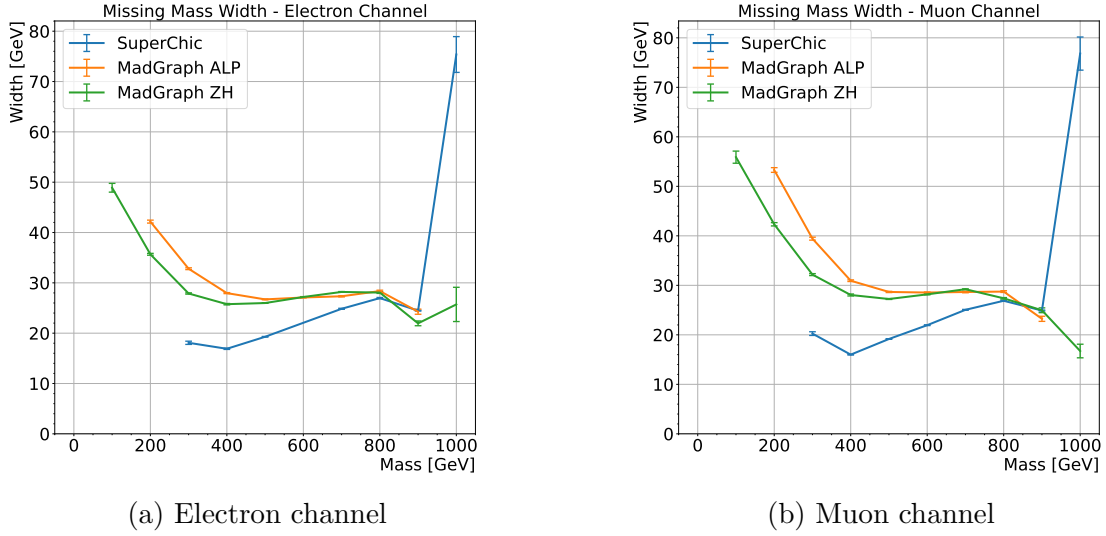 Missing Mass Width - Electron Channel
Width [GeV]
80
70
60
50
40
30
20
10
0
SuperChic
MadGraph ALP
MadGraph ZH
0 200 400 600 800 1000
Mass [GeV]
(a) Electron channel
Missing Mass Width - Muon Channel
Width [GeV]
80
70
60
50
40
30
20
10
0
SuperChic
MadGraph ALP
MadGraph ZH
0 200 400 600 800 1000
Mass [GeV]
(b) Muon channel